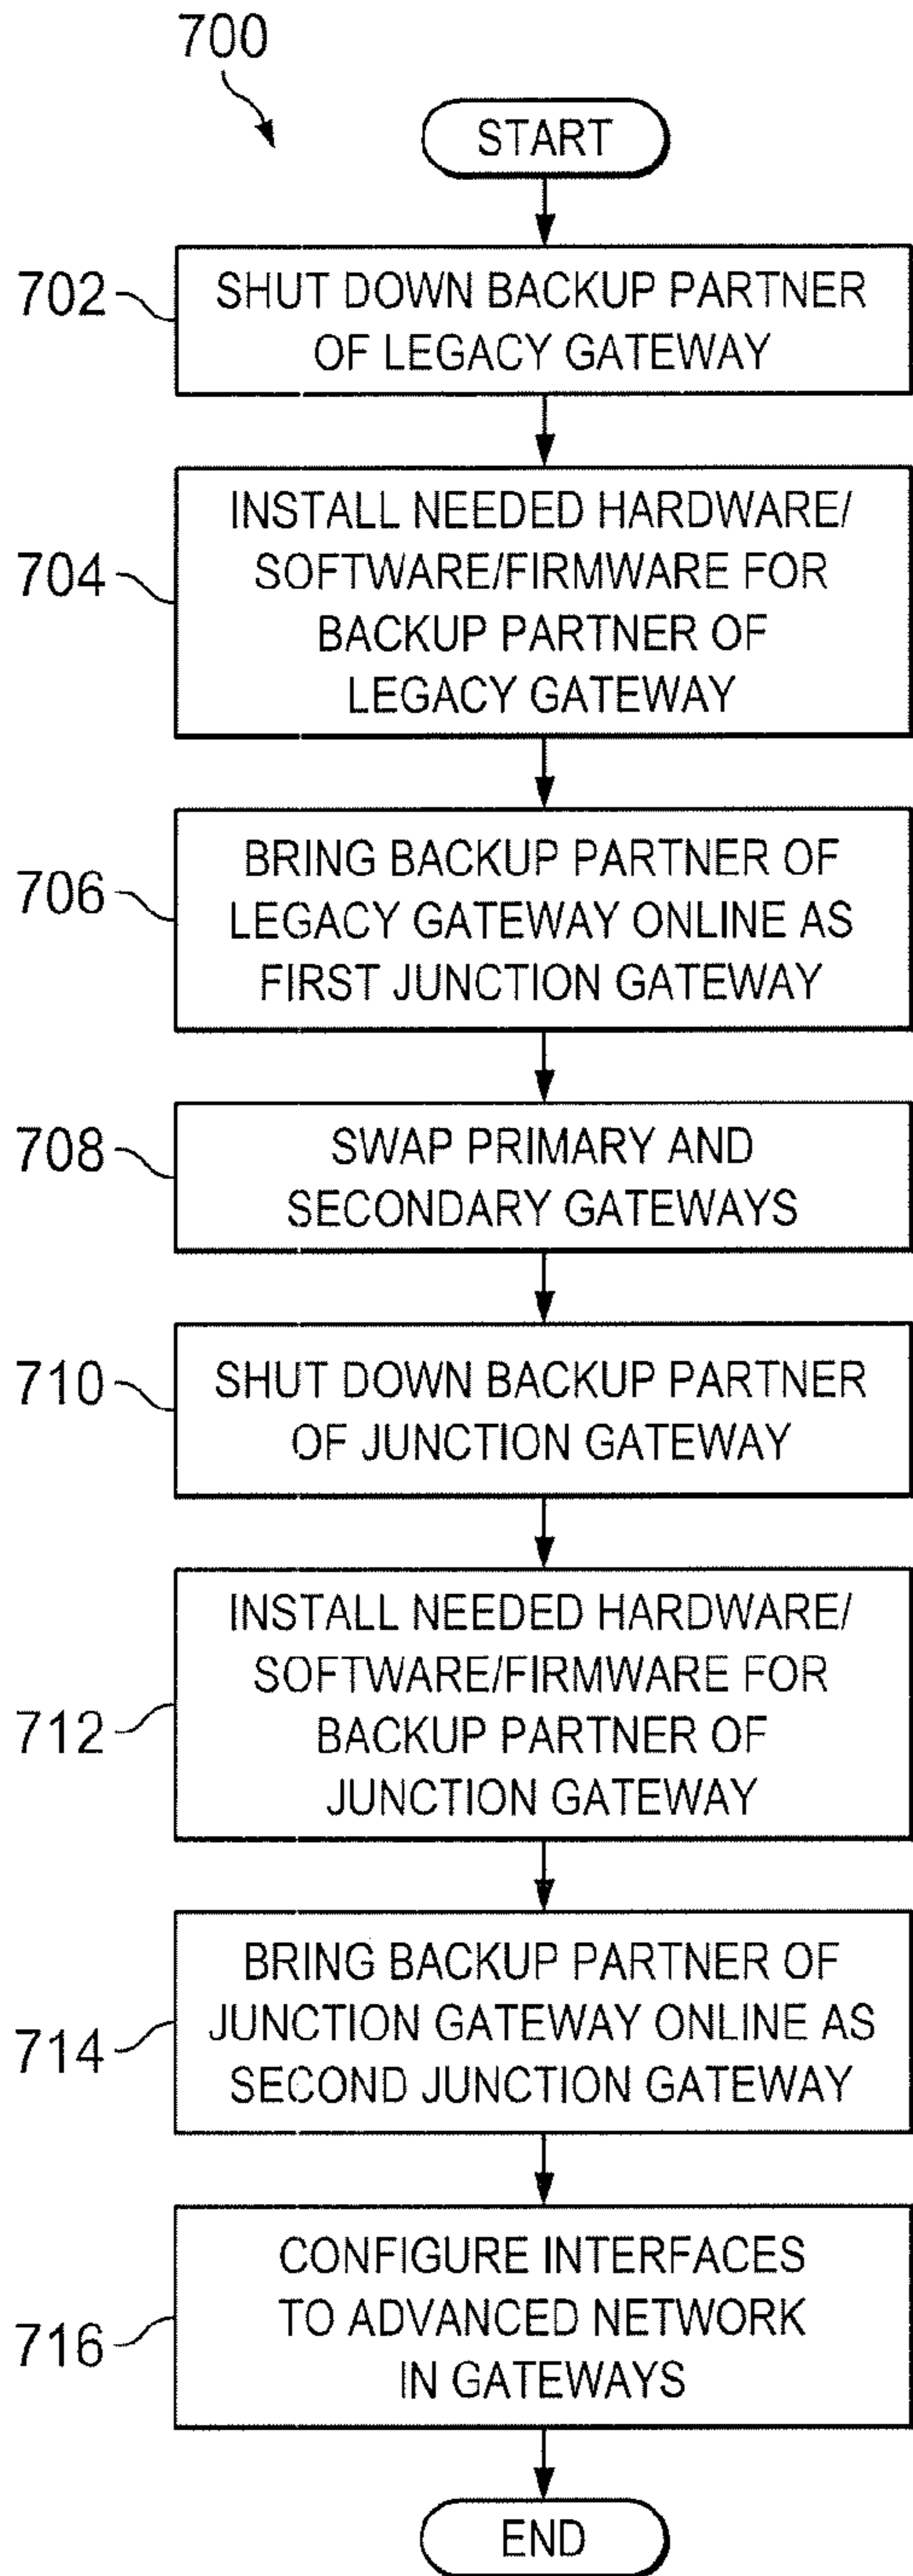 700
START
702
SHUT DOWN BACKUP PARTNER
OF LEGACY GATEWAY
704
INSTALL NEEDED HARDWARE/
SOFTWARE/FIRMWARE FOR
BACKUP PARTNER OF
LEGACY GATEWAY
706
BRING BACKUP PARTNER OF
LEGACY GATEWAY ONLINE AS
FIRST JUNCTION GATEWAY
708
SWAP PRIMARY AND
SECONDARY GATEWAYS
710
SHUT DOWN BACKUP PARTNER
OF JUNCTION GATEWAY
712
INSTALL NEEDED HARDWARE/
SOFTWARE/FIRMWARE FOR
BACKUP PARTNER OF
JUNCTION GATEWAY
714
BRING BACKUP PARTNER OF
JUNCTION GATEWAY ONLINE AS
SECOND JUNCTION GATEWAY
716
CONFIGURE INTERFACES
TO ADVANCED NETWORK
IN GATEWAYS
END